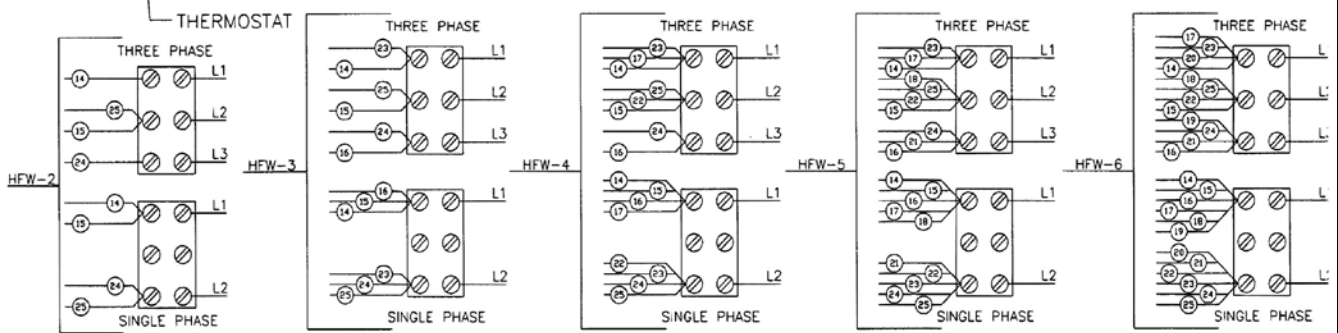 THERMOSTAT
THREE PHASE
14 L1
25
L2
15
24 L3
HFW-2
14
L1
15
24
L2
25
SINGLE PHASE
THREE PHASE
23
L1
14
25
L2
15
24
L3
16
HFW-3
16
15 L1
14
23
24 L2
25
SINGLE PHASE
THREE PHASE
23
17 L1
14
25
22 L2
15
24
L3
16
HFW-4
14
15
16 L1
17
22
23
24 L2
25
SINGLE PHASE
THREE PHASE
23
17 L1
14
18
25
22 L2
15
24
21 L3
16
HFW-5
14
15
16 L1
17
18
21
22
23 L2
24
25
SINGLE PHASE
THREE PHASE
17
23
20
14
18
25
22
15
19
24
21
16
HFW-6
14
15
16
17
18
19
20
21
22
23
24
25
SINGLE PHASE